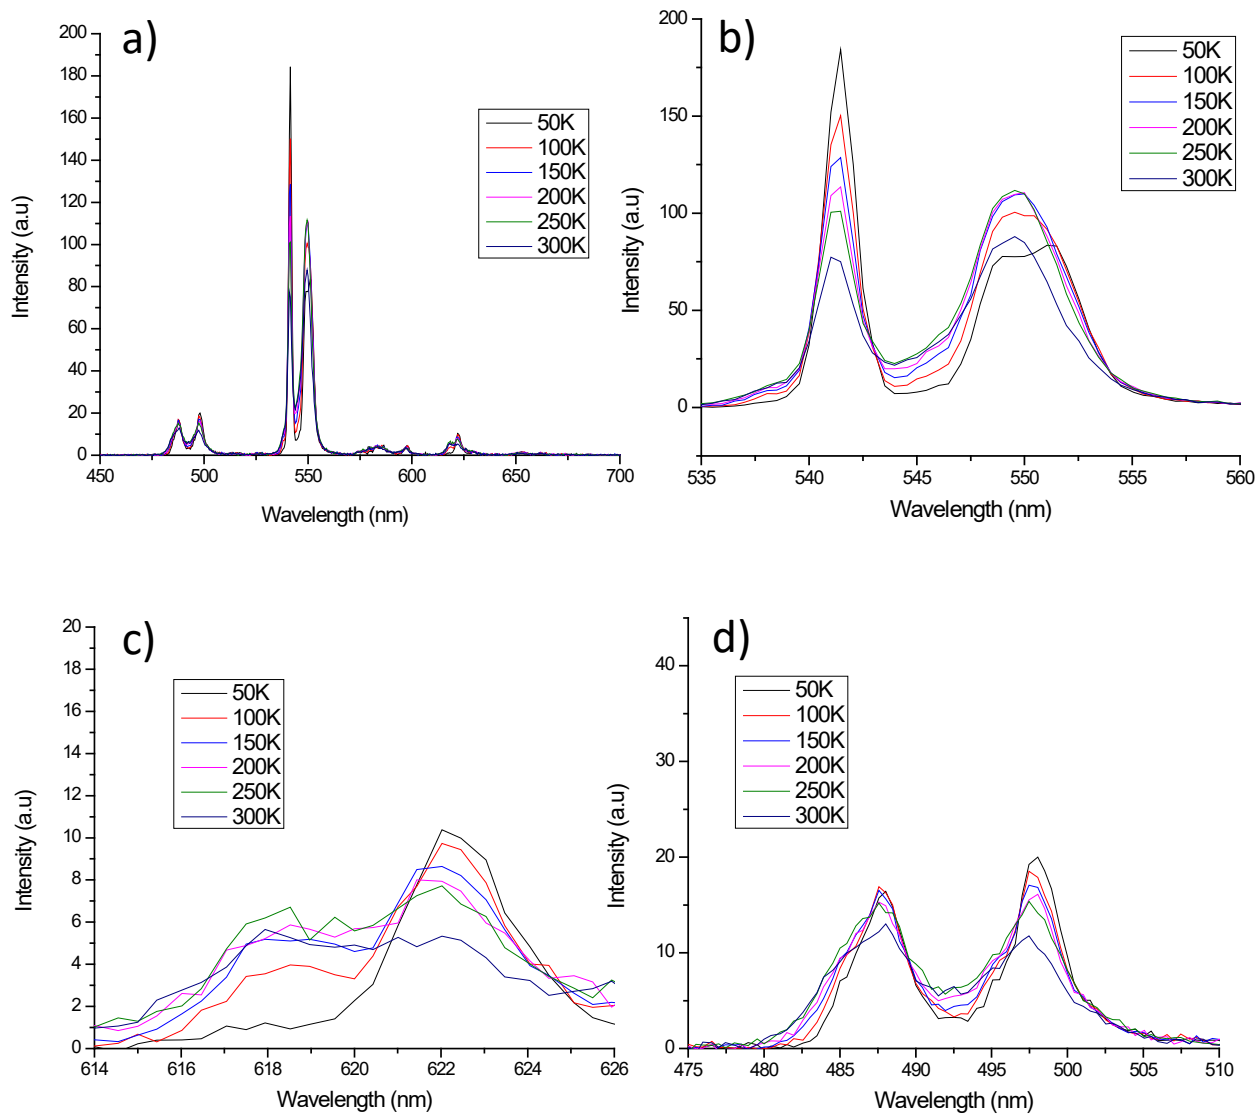 a)
200
180
160
140
120
100
80
60
40
20
0
450
500
550
600
650
700
Intensity (a.u)
Wavelength (nm)
50K
100K
150K
200K
250K
300K
b)
200
150
100
50
0
535
540
545
550
555
560
Intensity (a.u)
Wavelength (nm)
50K
100K
150K
200K
250K
300K
c)
20
18
16
14
12
10
8
6
4
2
0
614
616
618
620
622
624
626
Intensity (a.u)
Wavelength (nm)
50K
100K
150K
200K
250K
300K
d)
40
30
20
10
0
475
480
485
490
495
500
505
510
Intensity (a.u)
Wavelength (nm)
50K
100K
150K
200K
250K
300K